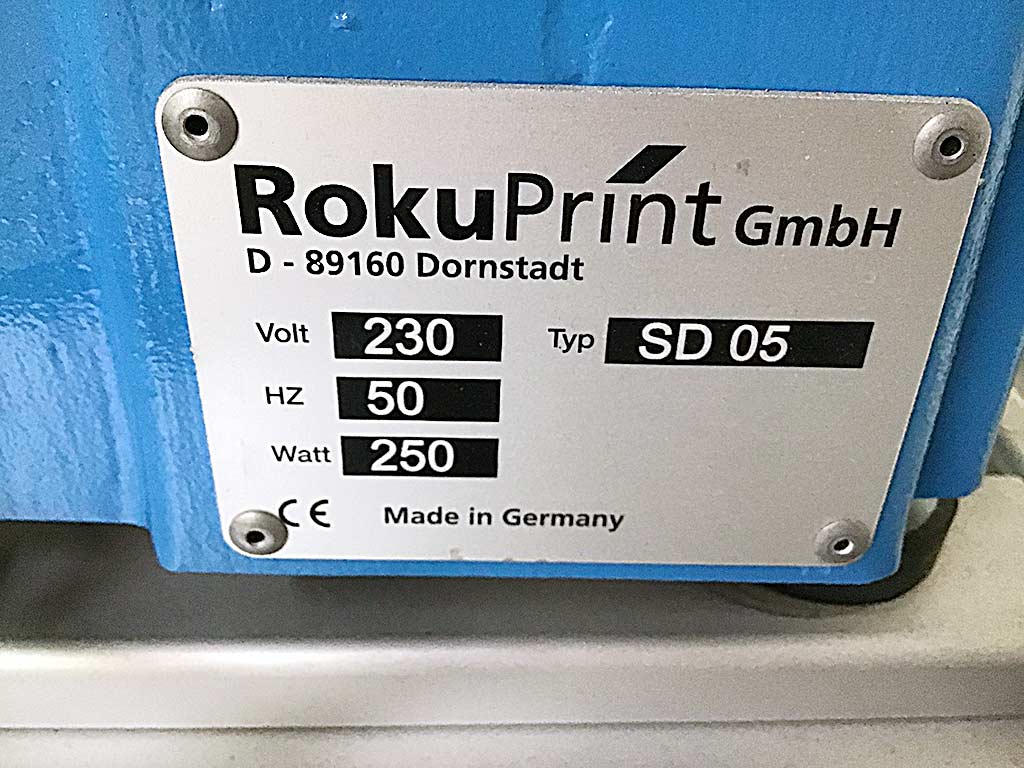 RokuPrint GmbH
D - 89160 Dornstadt
Volt 230 Typ SD 05
HZ 50
Watt 250
CE Made in Germany